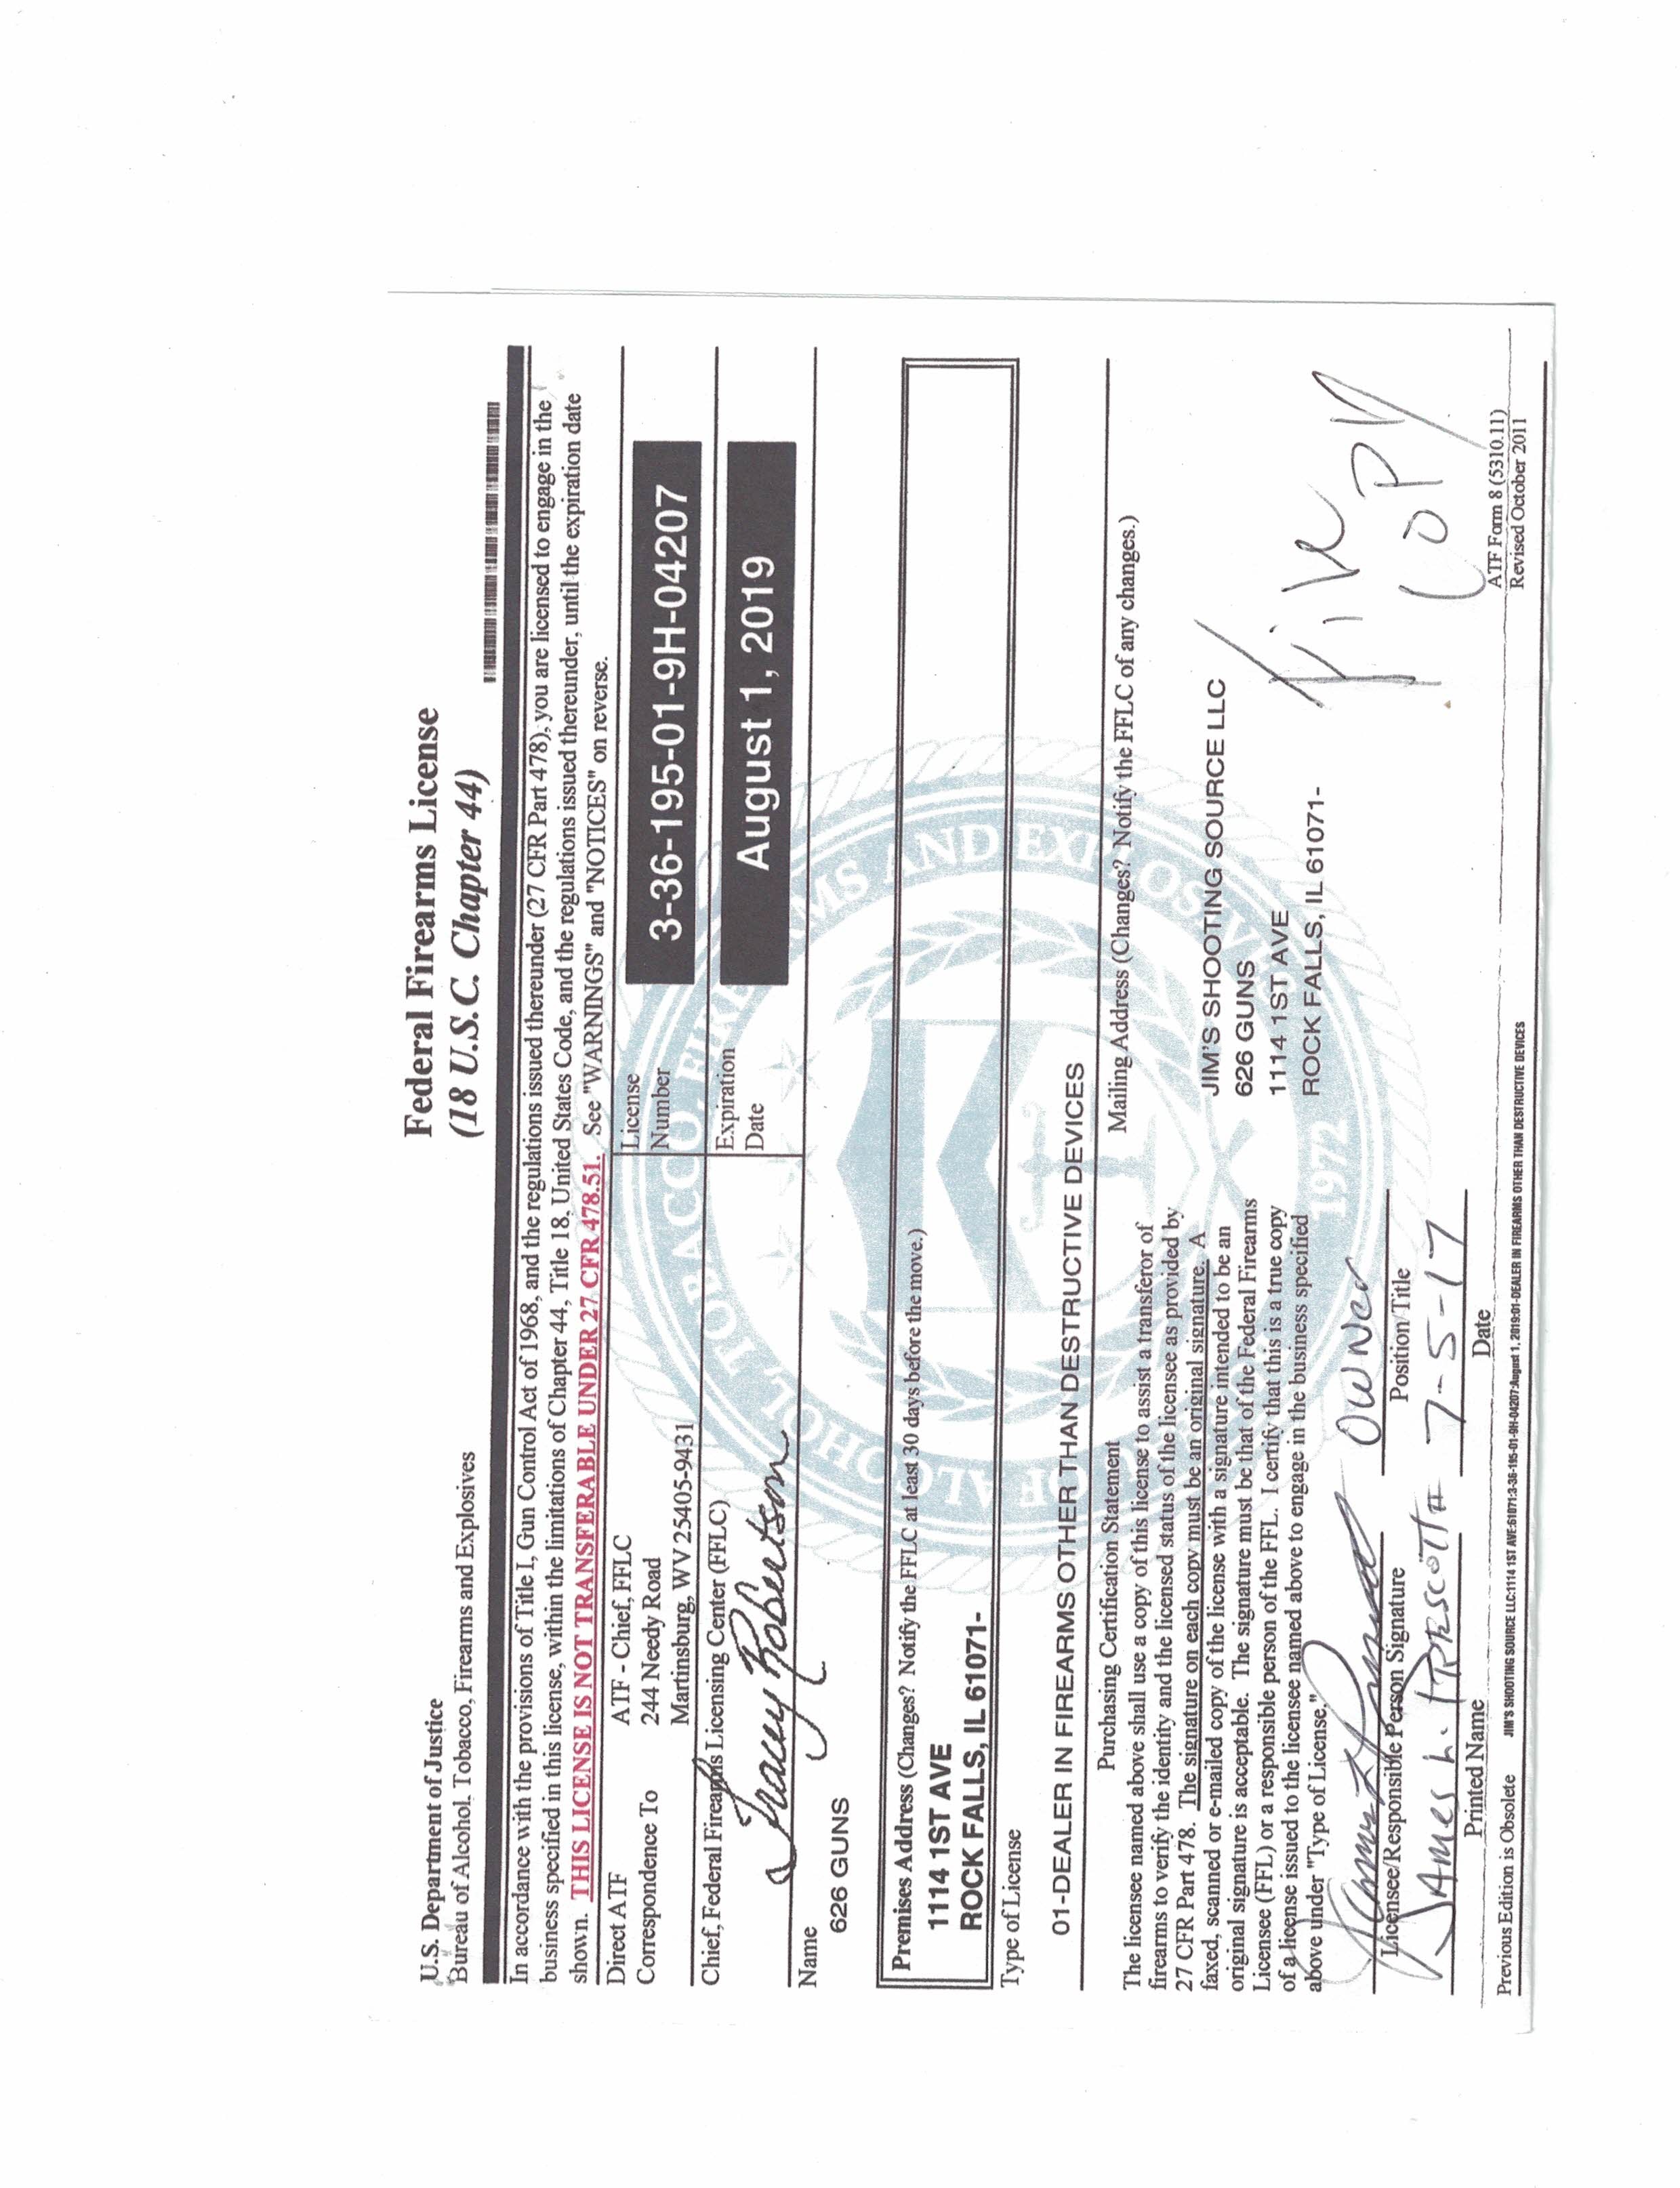 U.S. Department of Justice
Bureau of Alcohol, Tobacco, Firearms and Explosives
Federal Firearms License
(18 U.S.C. Chapter 44)
In accordance with the provisions of Title I, Gun Control Act of 1968, and the regulations issued thereunder (27 CFR Part 478), you are licensed to engage in the
business specified in this license, within the limitations of Chapter 44, Title 18, United States Code, and the regulations issued thereunder, until the expiration date
shown. THIS LICENSE IS NOT TRANSFERABLE UNDER 27 CFR 478.51. See "WARNINGS" and "NOTICES" on reverse.
Direct ATF
Correspondence To
ATF - Chief, FFLC
244 Needy Road
Martinsburg, WV 25405-9431
License
Number
3-36-195-01-9H-04207
Chief, Federal Firearms Licensing Center (FFLC)
Tracey Robertson
Expiration
Date
August 1, 2019
Name
626 GUNS
Premises Address (Changes? Notify the FFLC at least 30 days before the move.)
1114 1ST AVE
ROCK FALLS, IL 61071-
Type of License
01-DEALER IN FIREARMS OTHER THAN DESTRUCTIVE DEVICES
Purchasing Certification Statement
The licensee named above shall use a copy of this license to assist a transferor of
firearms to verify the identity and the licensed status of the licensee as provided by
27 CFR Part 478. The signature on each copy must be an original signature. A
faxed, scanned or e-mailed copy of the license with a signature intended to be an
original signature is acceptable. The signature must be that of the Federal Firearms
Licensee (FFL) or a responsible person of the FFL. I certify that this is a true copy
of a license issued to the licensee named above to engage in the business specified
above under "Type of License."
Mailing Address (Changes? Notify the FFLC of any changes.)
JIM'S SHOOTING SOURCE LLC
626 GUNS
1114 1ST AVE
ROCK FALLS, IL 61071-
File
COPY
OWNer
Licensee/Responsible Person Signature
Position/Title
JAmes L. PRESCOTT II
7-5-17
Printed Name
Date
Previous Edition is Obsolete
JIM'S SHOOTING SOURCE LLC:1114 1ST AVE:61071:3-36-195-01-9H-04207:August 1, 2019:01-DEALER IN FIREARMS OTHER THAN DESTRUCTIVE DEVICES
ATF Form 8 (5310.11)
Revised October 2011
1972